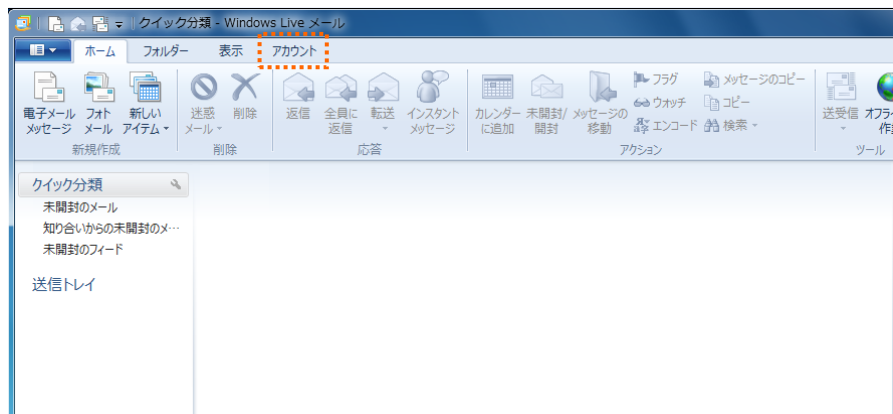 クイック分類 - Windows Live メール
ホーム フォルダー 表示 アカウント
電子メール メッセージ
フォト メール
新しい アイテム
新規作成
迷惑 メール
削除
削除
返信
全員に 返信
転送
インスタント メッセージ
応答
カレンダー に追加
未開封/ 開封
メッセージの 移動
フラグ
ウォッチ
エンコード
メッセージのコピー
コピー
検索
アクション
送受信
ツール
クイック分類
未開封のメール
知り合いからの未開封のメ…
未開封のフィード
送信トレイ